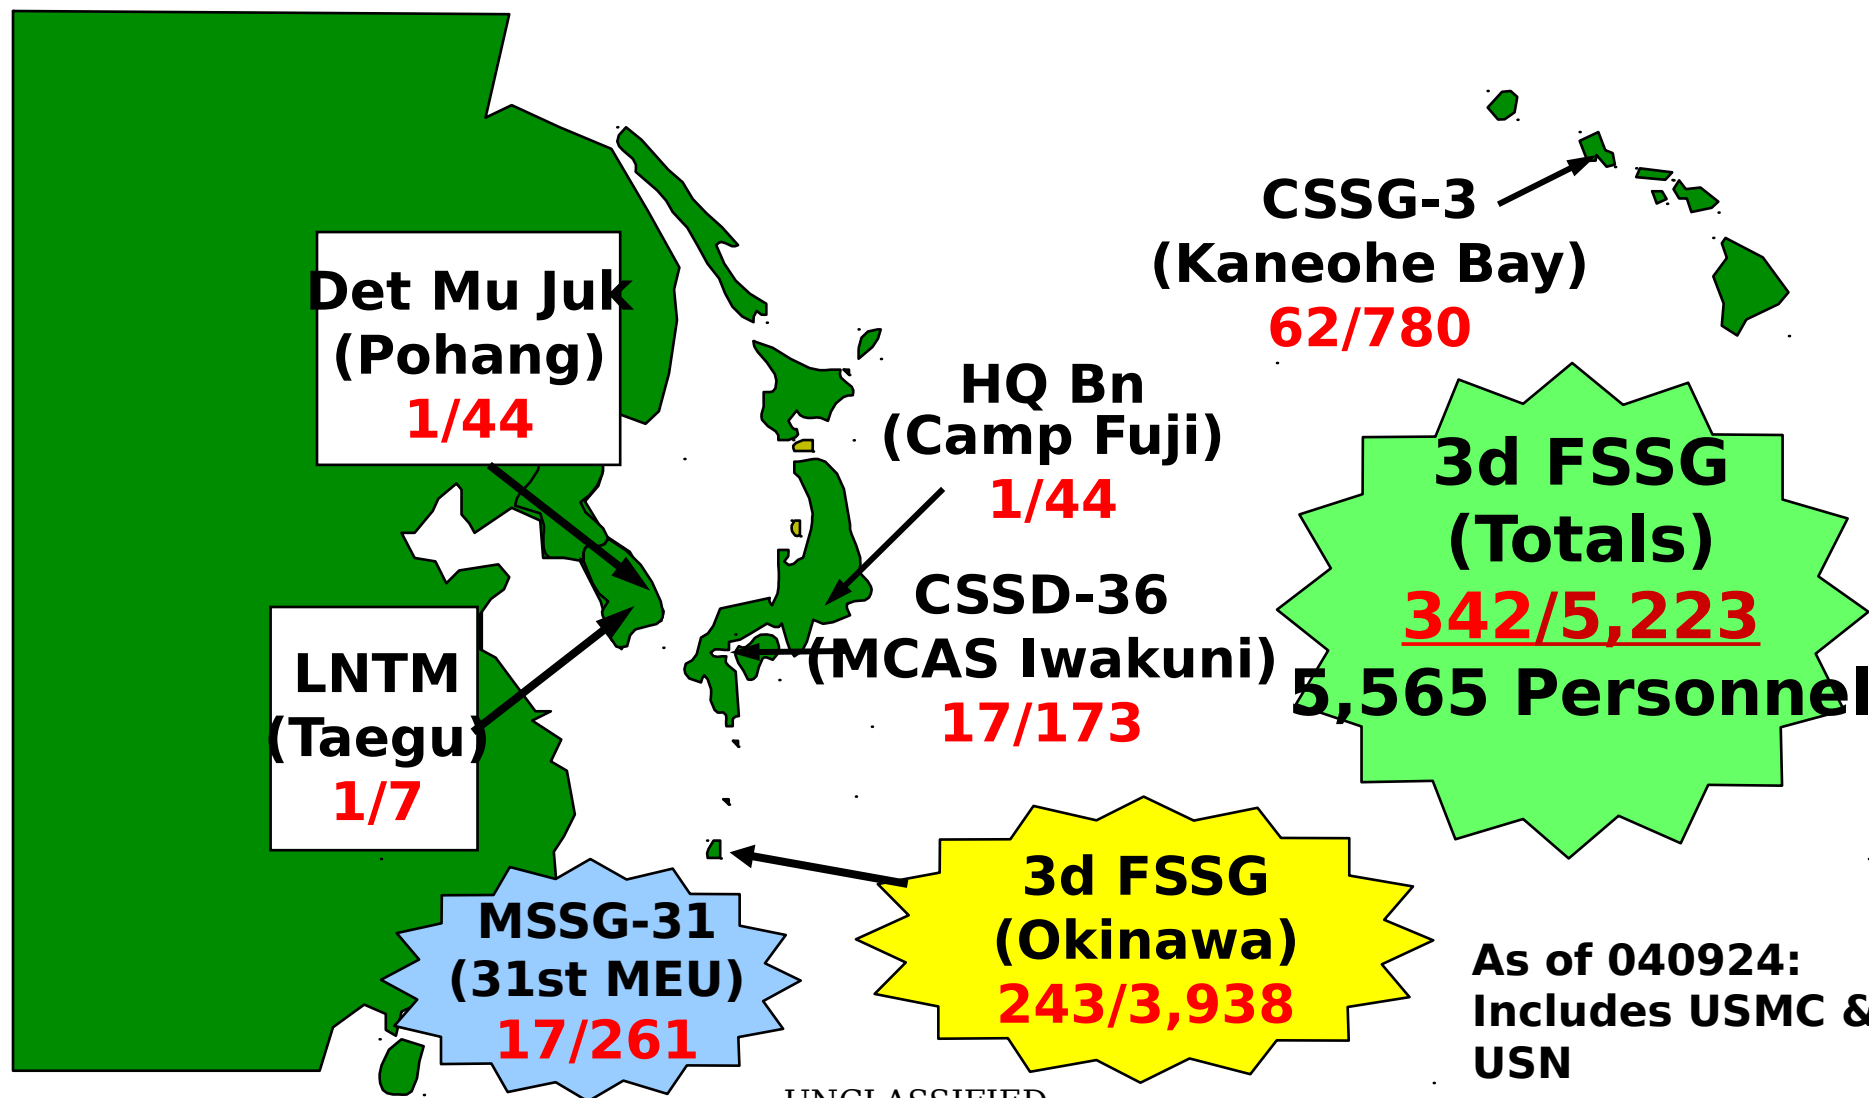 CSSG-3
(Kaneohe Bay)
62/780
Det Mu Juk
(Pohang)
1/44
HQ Bn
(Camp Fuji)
1/44
3d FSSG
(Totals)
342/5,223
5,565 Personnel
CSSD-36
(MCAS Iwakuni)
17/173
LNTM
(Taegu)
1/7
3d FSSG
(Okinawa)
243/3,938
MSSG-31
(31st MEU)
17/261
As of 040924:
Includes USMC &
USN
UNCLASSIFIED